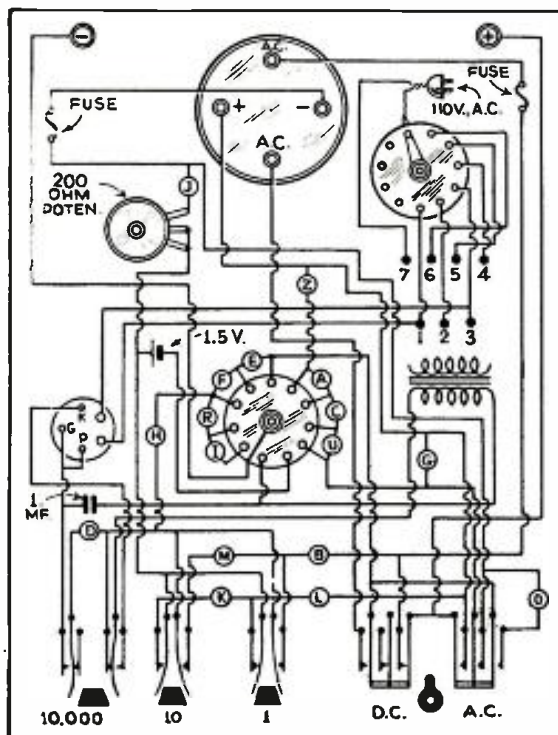 -
+
A.C.
+
-
A.C.
FUSE
FUSE
110V., A.C.
200
OHM
POTEN.
J
7
6
5
4
1
2
3
Z
1.5 V.
E
F
A
R
C
I
U
H
G
K
G
P
1
MF.
D
M
B
K
L
O
10,000
10
1
D.C.
A.C.